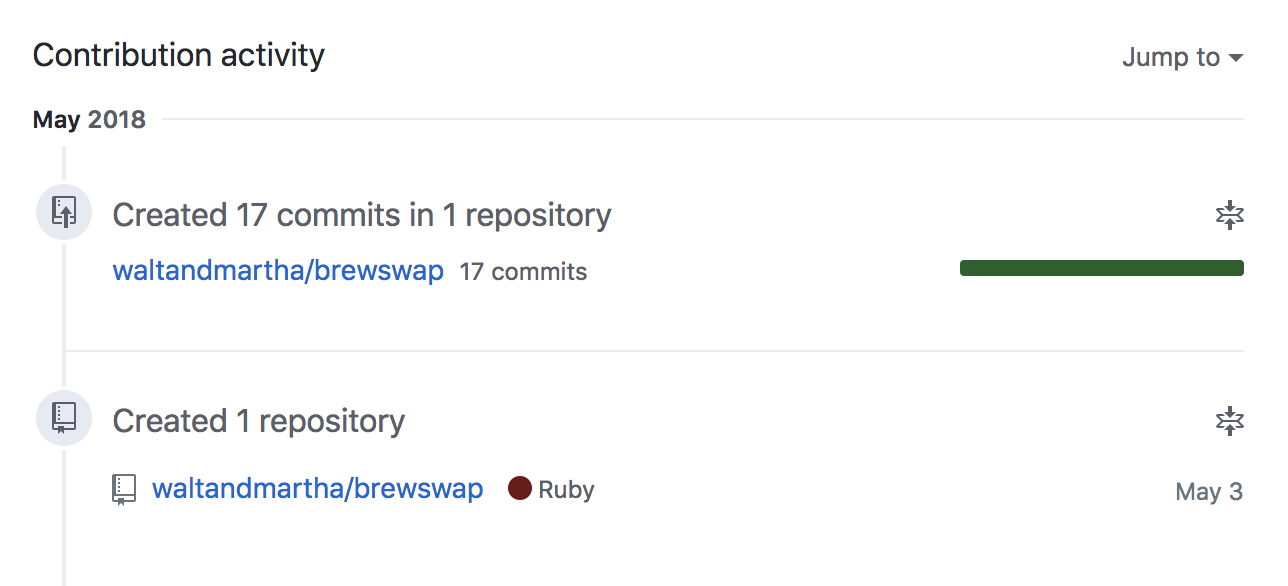 Contribution activity
Jump to
May 2018
Created 17 commits in 1 repository
waltandmartha/brewswap 17 commits
Created 1 repository
waltandmartha/brewswap Ruby May 3